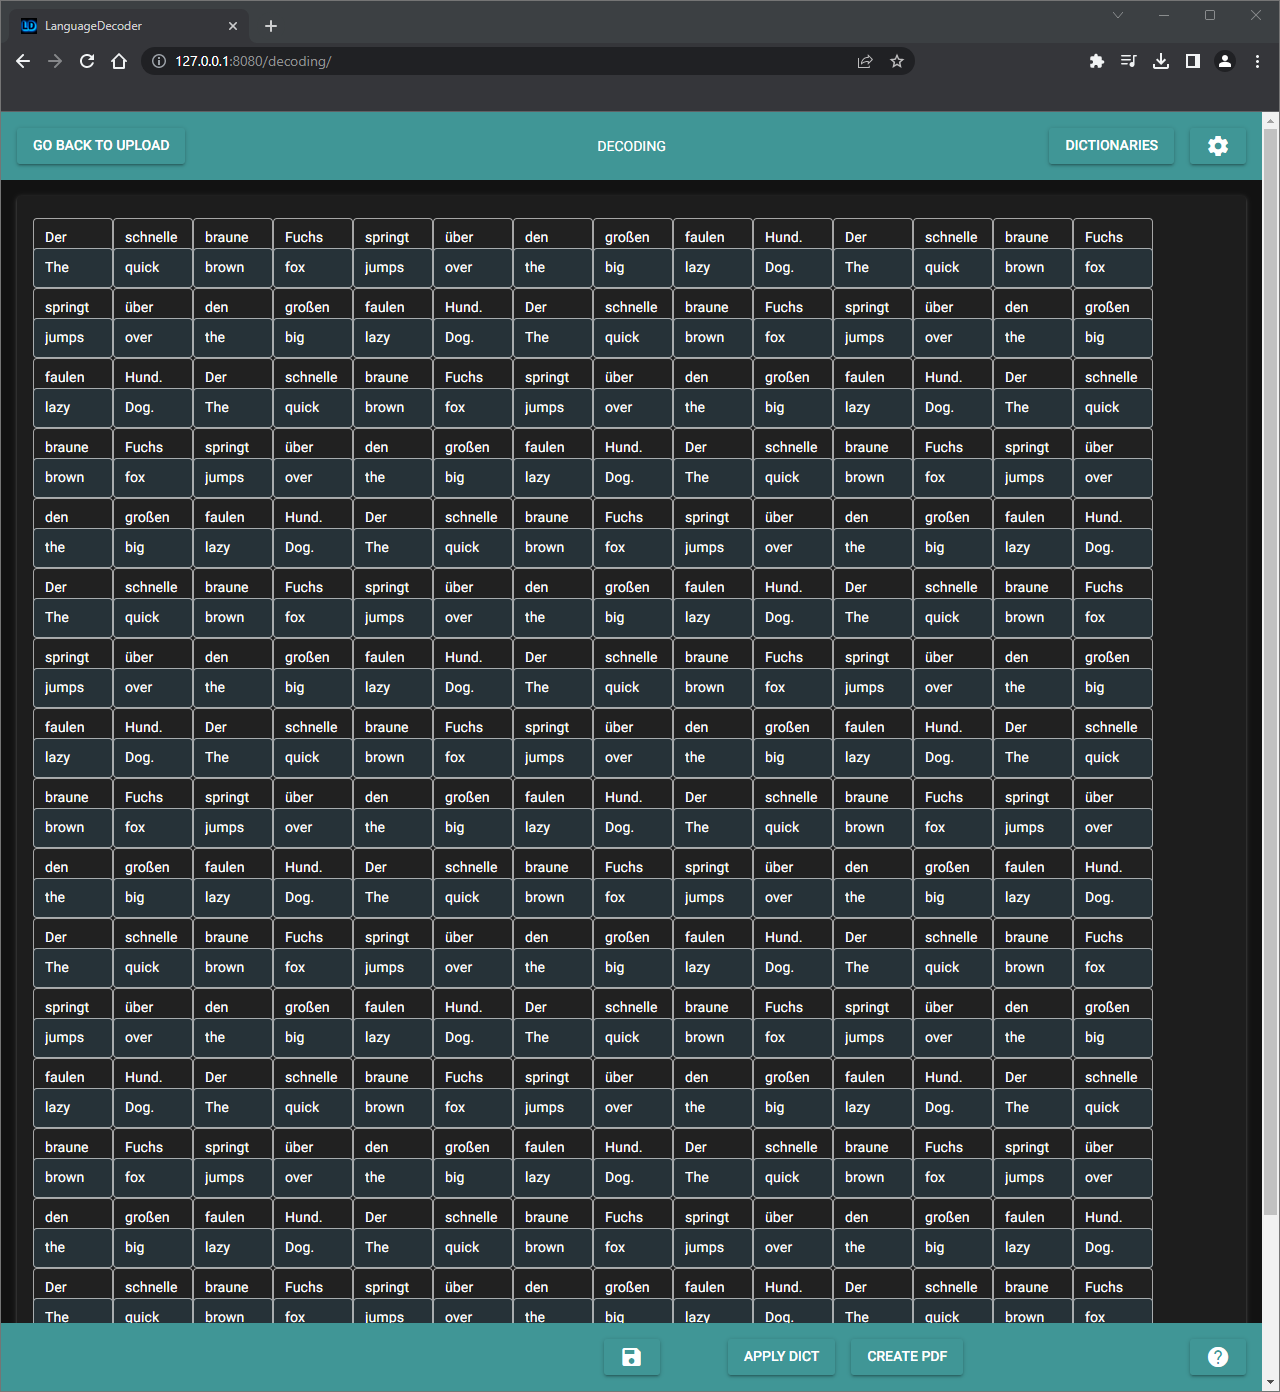 LD LanguageDecoder
127.0.0.1:8080/decoding/
GO BACK TO UPLOAD DECODING DICTIONARIES
Der schnelle braune Fuchs springt über den großen faulen Hund. Der schnelle braune Fuchs
The quick brown fox jumps over the big lazy Dog. The quick brown fox
springt über den großen faulen Hund. Der schnelle braune Fuchs springt über den großen
jumps over the big lazy Dog. The quick brown fox jumps over the big
faulen Hund. Der schnelle braune Fuchs springt über den großen faulen Hund. Der schnelle
lazy Dog. The quick brown fox jumps over the big lazy Dog. The quick
braune Fuchs springt über den großen faulen Hund. Der schnelle braune Fuchs springt über
brown fox jumps over the big lazy Dog. The quick brown fox jumps over
den großen faulen Hund. Der schnelle braune Fuchs springt über den großen faulen Hund.
the big lazy Dog. The quick brown fox jumps over the big lazy Dog.
Der schnelle braune Fuchs springt über den großen faulen Hund. Der schnelle braune Fuchs
The quick brown fox jumps over the big lazy Dog. The quick brown fox
springt über den großen faulen Hund. Der schnelle braune Fuchs springt über den großen
jumps over the big lazy Dog. The quick brown fox jumps over the big
faulen Hund. Der schnelle braune Fuchs springt über den großen faulen Hund. Der schnelle
lazy Dog. The quick brown fox jumps over the big lazy Dog. The quick
braune Fuchs springt über den großen faulen Hund. Der schnelle braune Fuchs springt über
brown fox jumps over the big lazy Dog. The quick brown fox jumps over
den großen faulen Hund. Der schnelle braune Fuchs springt über den großen faulen Hund.
the big lazy Dog. The quick brown fox jumps over the big lazy Dog.
Der schnelle braune Fuchs springt über den großen faulen Hund. Der schnelle braune Fuchs
The quick brown fox jumps over the big lazy Dog. The quick brown fox
springt über den großen faulen Hund. Der schnelle braune Fuchs springt über den großen
jumps over the big lazy Dog. The quick brown fox jumps over the big
faulen Hund. Der schnelle braune Fuchs springt über den großen faulen Hund. Der schnelle
lazy Dog. The quick brown fox jumps over the big lazy Dog. The quick
braune Fuchs springt über den großen faulen Hund. Der schnelle braune Fuchs springt über
brown fox jumps over the big lazy Dog. The quick brown fox jumps over
den großen faulen Hund. Der schnelle braune Fuchs springt über den großen faulen Hund.
the big lazy Dog. The quick brown fox jumps over the big lazy Dog.
Der schnelle braune Fuchs springt über den großen faulen Hund. Der schnelle braune Fuchs
The quick brown fox jumps over the big lazy Dog. The quick brown fox
APPLY DICT CREATE PDF